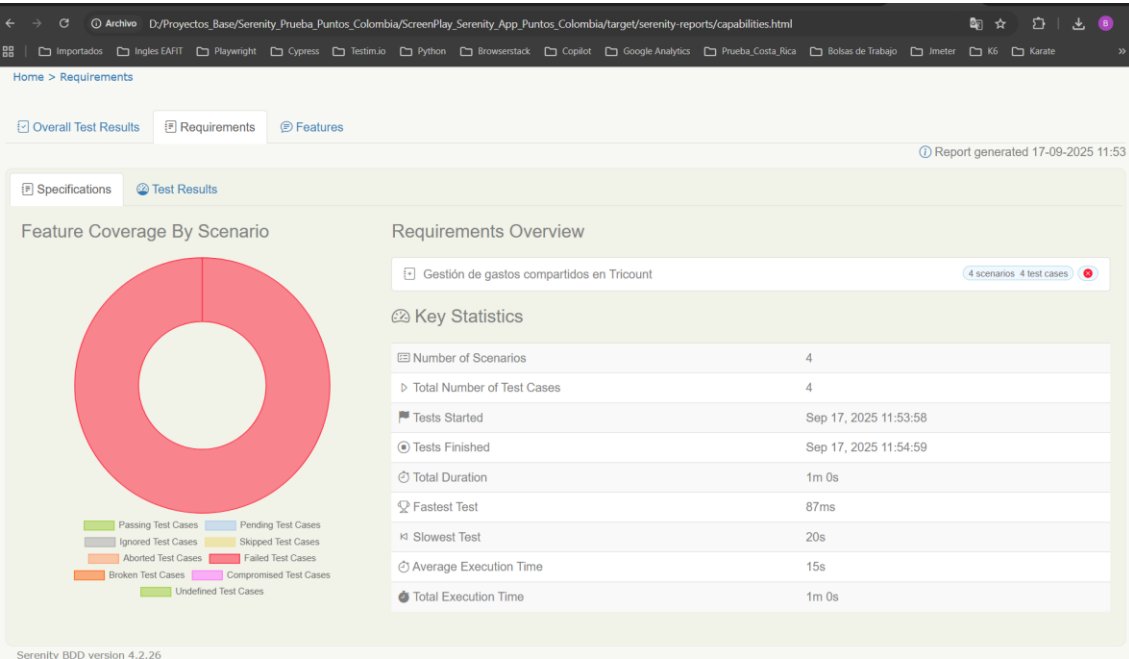 Archivo D:/Proyectos_Base/Serenity_Prueba_Puntos_Colombia/ScreenPlay_Serenity_App_Puntos_Colombia/target/serenity-reports/capabilities.html B
Importados Ingles EAFIT Playwright Cypress Testim.io Python Browserstack Copilot Google Analytics Prueba_Costa_Rica Bolsas de Trabajo Jmeter K6 Karate »
Home > Requirements
Overall Test Results Requirements Features
Report generated 17-09-2025 11:53
Specifications Test Results
Feature Coverage By Scenario
Passing Test Cases Pending Test Cases
Ignored Test Cases Skipped Test Cases
Aborted Test Cases Failed Test Cases
Broken Test Cases Compromised Test Cases
Undefined Test Cases
Requirements Overview
Gestión de gastos compartidos en Tricount 4 scenarios 4 test cases
Key Statistics
Number of Scenarios 4
Total Number of Test Cases 4
Tests Started Sep 17, 2025 11:53:58
Tests Finished Sep 17, 2025 11:54:59
Total Duration 1m 0s
Fastest Test 87ms
Slowest Test 20s
Average Execution Time 15s
Total Execution Time 1m 0s
Serenity BDD version 4.2.26